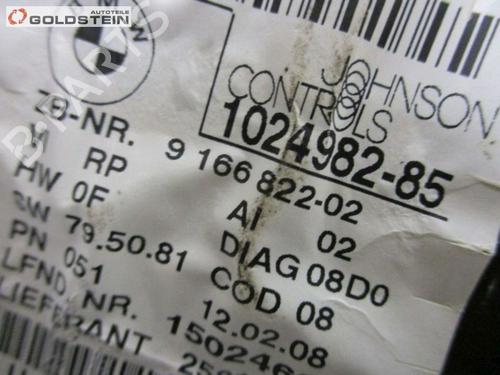 AUTOTEILE
GOLDSTEIN
JOHNSON
CONTROLS
1024982-85
ZB-NR. 9 166 822-02
RP AI 02
HW 0F DIAG 08D0
SW 79.50.81 COD 08
PN 051 12.02.08
LFND NR.
LIEFERANT